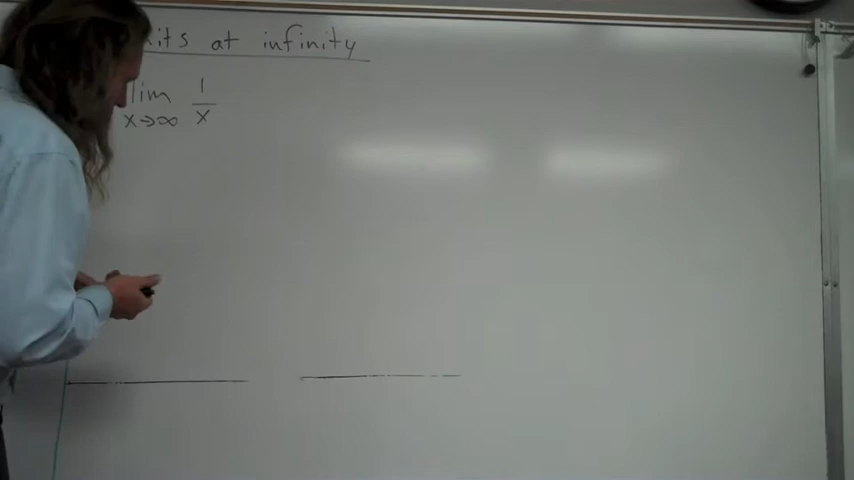 its at infinity
lim 1/x
x→∞